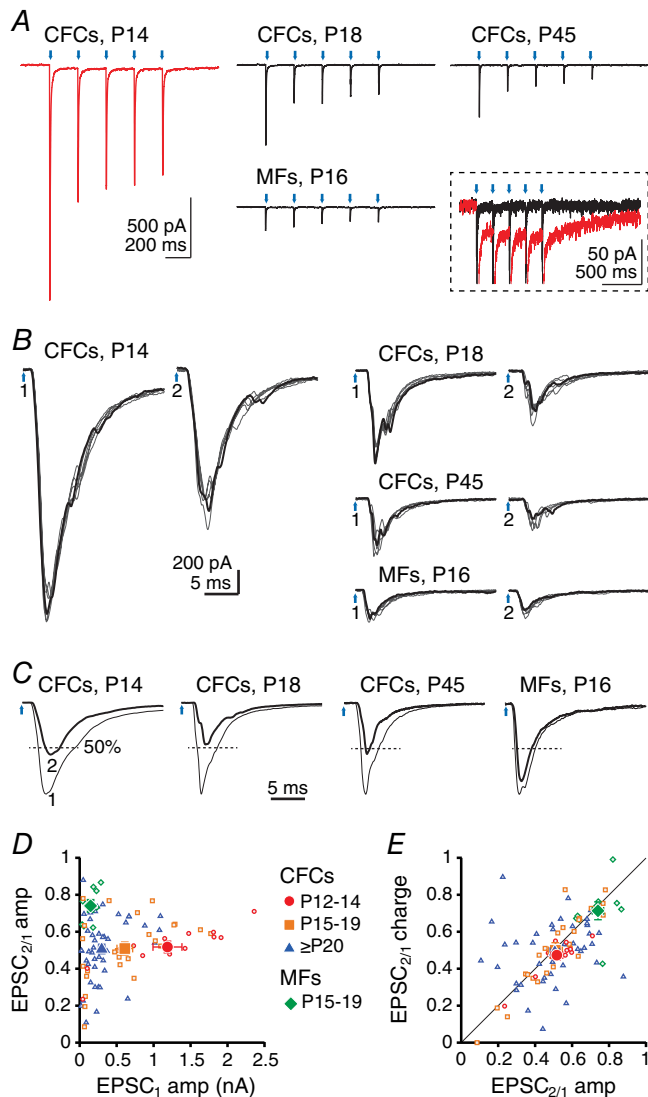 A
CFCs, P14
CFCs, P18
CFCs, P45
MFs, P16
500 pA
200 ms
50 pA
500 ms
B
CFCs, P14
1
2
200 pA
5 ms
CFCs, P18
1
2
CFCs, P45
1
2
MFs, P16
1
2
C
CFCs, P14
CFCs, P18
CFCs, P45
MFs, P16
50%
2
1
5 ms
D
EPSC2/1 amp
1
0.8
0.6
0.4
0.2
0
0 0.5 1 1.5 2 2.5
EPSC1 amp (nA)
CFCs
P12-14
P15-19
≥P20
MFs
P15-19
E
EPSC2/1 charge
1
0.8
0.6
0.4
0.2
0
0 0.2 0.4 0.6 0.8 1
EPSC2/1 amp